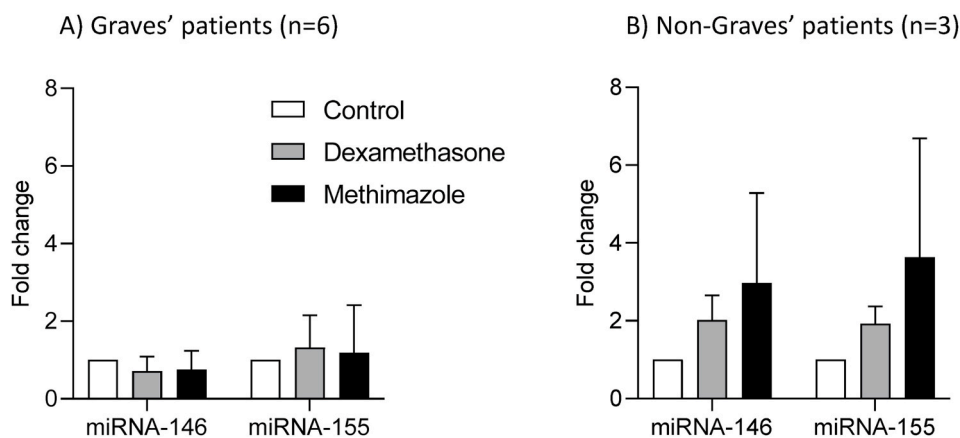 A) Graves’ patients (n=6)
Fold change
8
6
4
2
0
miRNA-146
miRNA-155
Control
Dexamethasone
Methimazole
B) Non-Graves’ patients (n=3)
Fold change
8
6
4
2
0
miRNA-146
miRNA-155